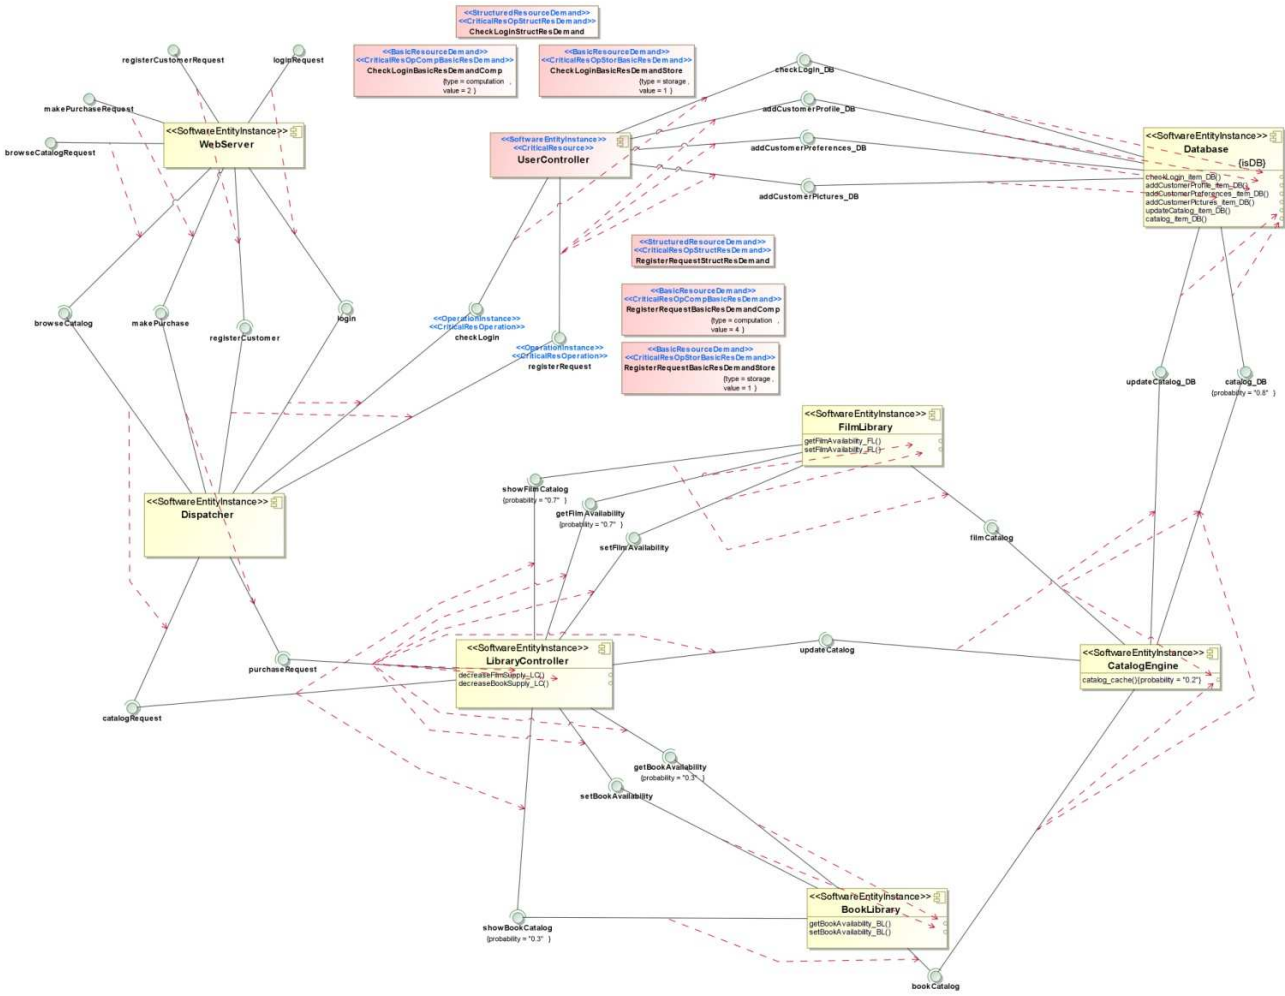 <<StructuredResourceDemand>>
<<CriticalResOpStructResDemand>>
CheckLoginStructResDemand
<<BasicResourceDemand>>
<<CriticalResOpCompBasicResDemand>>
CheckLoginBasicResDemandComp
{type = computation ,
value = 2 }
<<BasicResourceDemand>>
<<CriticalResOpStorBasicResDemand>>
CheckLoginBasicResDemandStore
{type = storage ,
value = 1 }
registerCustomerRequest
loginRequest
makePurchaseRequest
browseCatalogRequest
<<SoftwareEntityInstance>>
WebServer
<<SoftwareEntityInstance>>
<<CriticalResource>>
UserController
checkLogin_DB
addCustomerProfile_DB
addCustomerPreferences_DB
addCustomerPictures_DB
<<SoftwareEntityInstance>>
Database
{isDB}
checkLogin_item_DB()
addCustomerProfile_item_DB()
addCustomerPreferences_item_DB()
addCustomerPictures_item_DB()
updateCatalog_item_DB()
catalog_item_DB()
<<StructuredResourceDemand>>
<<CriticalResOpStructResDemand>>
RegisterRequestStructResDemand
<<BasicResourceDemand>>
<<CriticalResOpCompBasicResDemand>>
RegisterRequestBasicResDemandComp
{type = computation ,
value = 4 }
<<BasicResourceDemand>>
<<CriticalResOpStorBasicResDemand>>
RegisterRequestBasicResDemandStore
{type = storage ,
value = 1 }
browseCatalog
makePurchase
registerCustomer
login
<<OperationInstance>>
<<CriticalResOperation>>
checkLogin
<<OperationInstance>>
<<CriticalResOperation>>
registerRequest
updateCatalog_DB
catalog_DB
{probability = "0.8" }
<<SoftwareEntityInstance>>
FilmLibrary
getFilmAvailability_FL()
setFilmAvailability_FL()
<<SoftwareEntityInstance>>
Dispatcher
showFilmCatalog
{probability = "0.7" }
getFilmAvailability
{probability = "0.7" }
setFilmAvailability
filmCatalog
purchaseRequest
catalogRequest
<<SoftwareEntityInstance>>
LibraryController
decreaseFilmSupply_LC()
decreaseBookSupply_LC()
updateCatalog
<<SoftwareEntityInstance>>
CatalogEngine
catalog_cache(){probability = "0.2"}
getBookAvailability
{probability = "0.3" }
setBookAvailability
<<SoftwareEntityInstance>>
BookLibrary
getBookAvailability_BL()
setBookAvailability_BL()
showBookCatalog
{probability = "0.3" }
bookCatalog